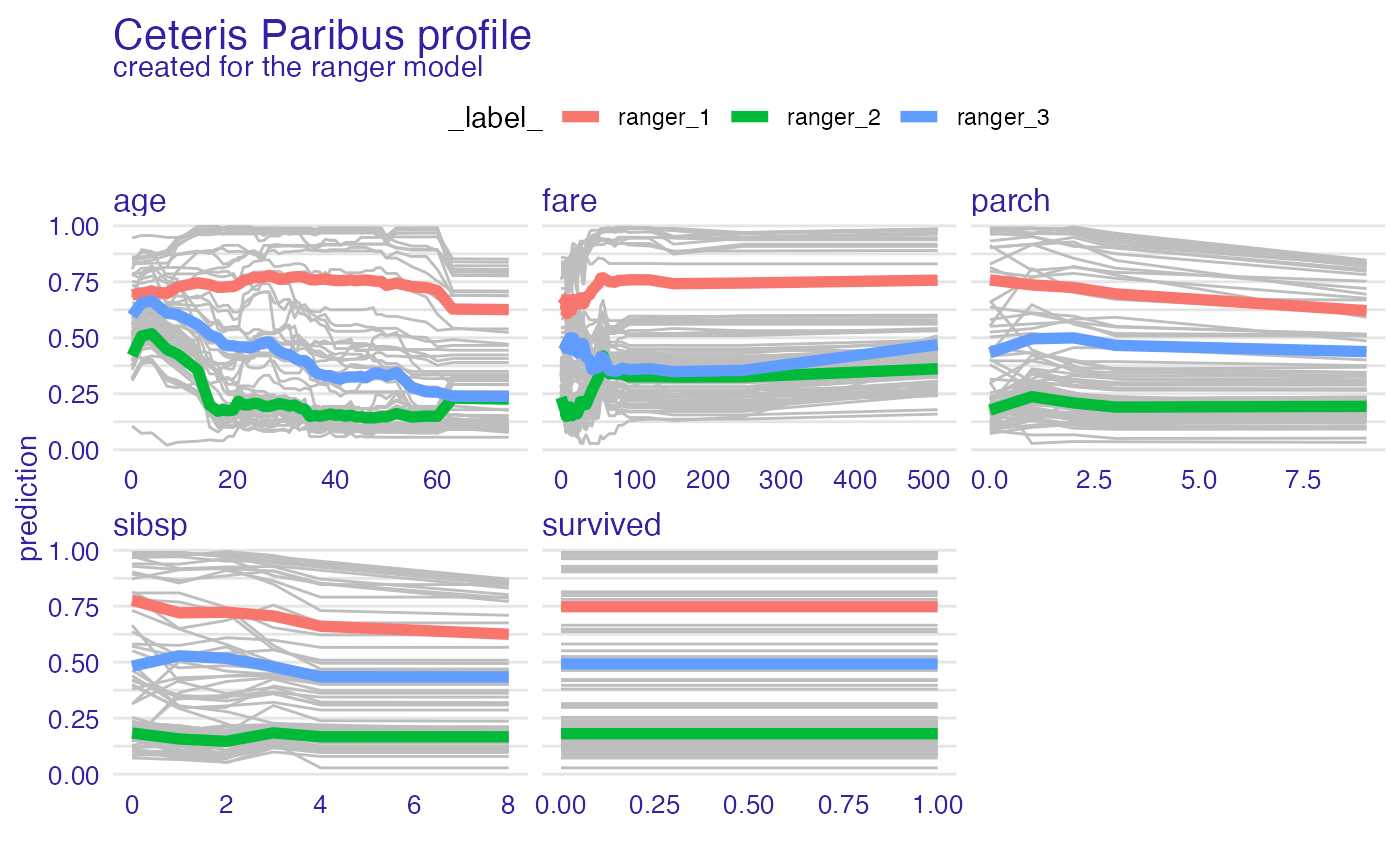 Ceteris Paribus profile
created for the ranger model
_label_ ranger_1 ranger_2 ranger_3
age fare parch
1.00
0.75
0.50
0.25
0.00
0 20 40 60 0 100 200 300 400 500 0.0 2.5 5.0 7.5
prediction
sibsp survived
1.00
0.75
0.50
0.25
0.00
0 2 4 6 8 0.00 0.25 0.50 0.75 1.00